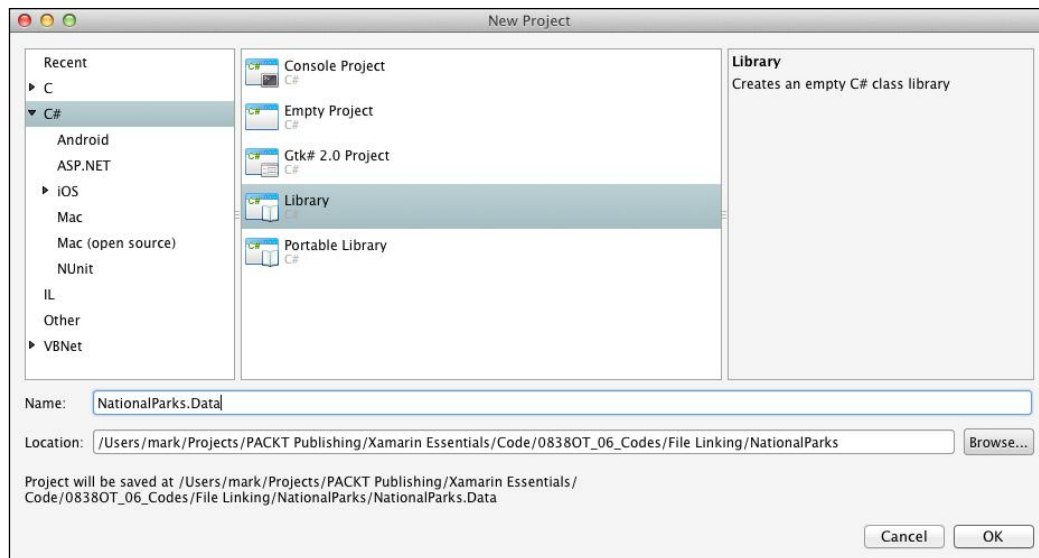 New Project
Recent
C
C#
Android
ASP.NET
iOS
Mac
Mac (open source)
NUnit
IL
Other
VBNet
C#
Console Project
C#
C#
Empty Project
C#
C#
Gtk# 2.0 Project
C#
C#
Library
C#
C#
Portable Library
C#
Library
Creates an empty C# class library
Name: NationalParks.Data
Location: /Users/mark/Projects/PACKT Publishing/Xamarin Essentials/Code/0838OT_06_Codes/File Linking/NationalParks Browse...
Project will be saved at /Users/mark/Projects/PACKT Publishing/Xamarin Essentials/
Code/0838OT_06_Codes/File Linking/NationalParks/NationalParks.Data
Cancel OK